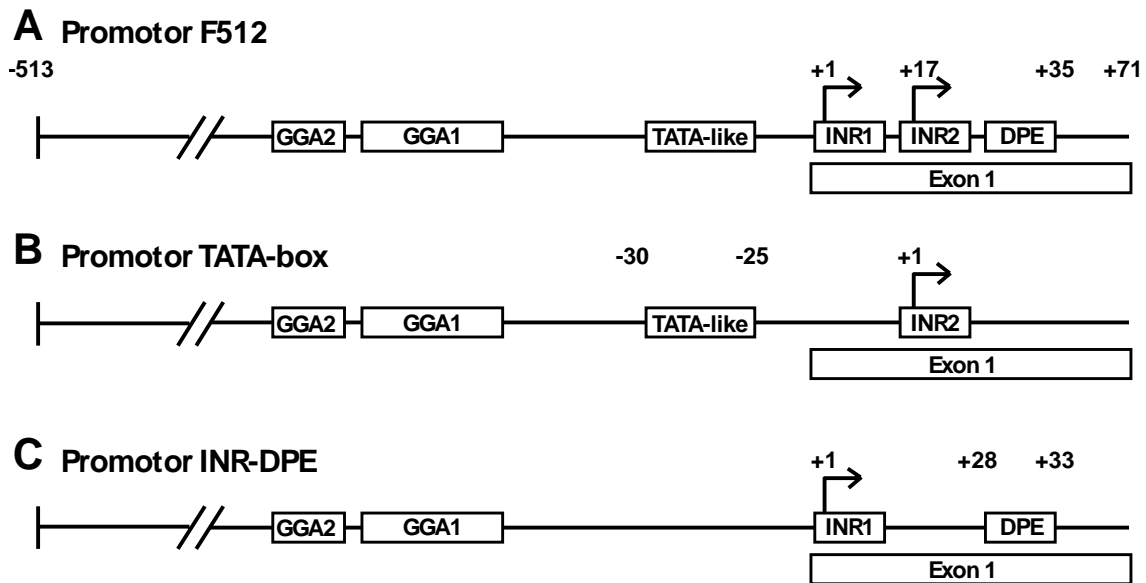 A Promotor F512
-513 +1 +17 +35 +71
GGA2 GGA1 TATA-like INR1 INR2 DPE
Exon 1
B Promotor TATA-box
-30 -25 +1
GGA2 GGA1 TATA-like INR2
Exon 1
C Promotor INR-DPE
+1 +28 +33
GGA2 GGA1 INR1 DPE
Exon 1